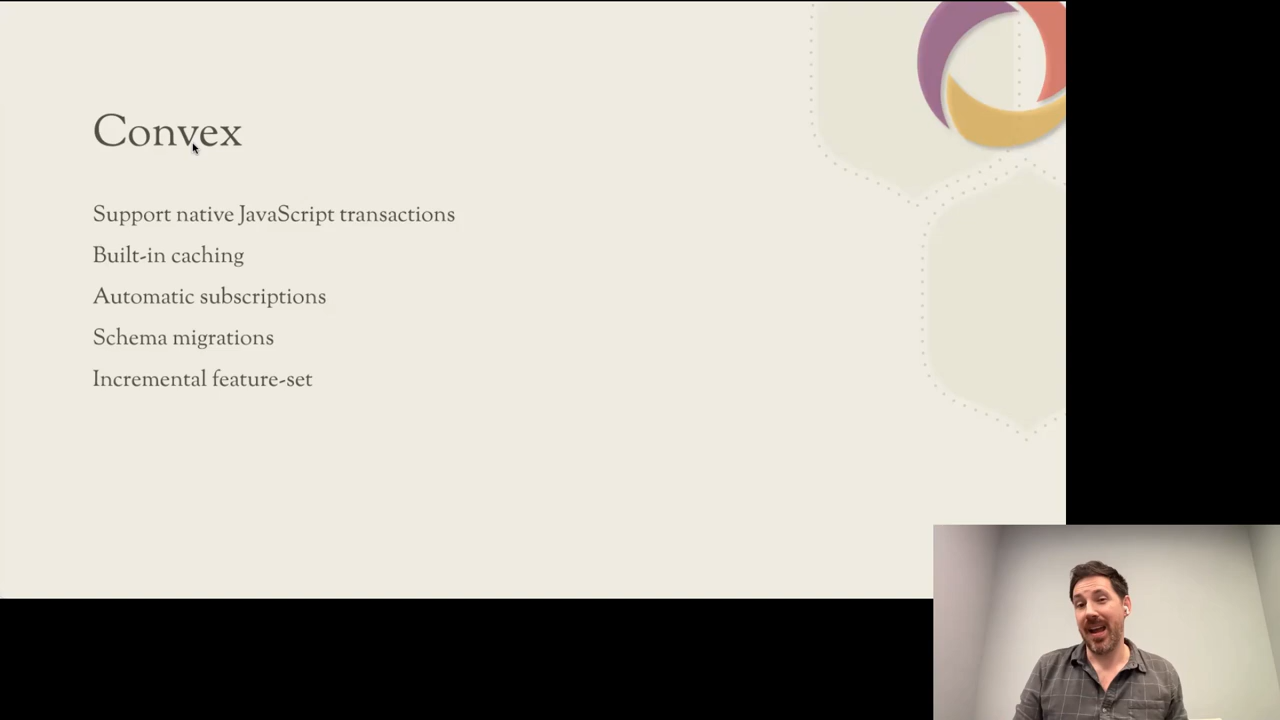 Convex
Support native JavaScript transactions
Built-in caching
Automatic subscriptions
Schema migrations
Incremental feature-set